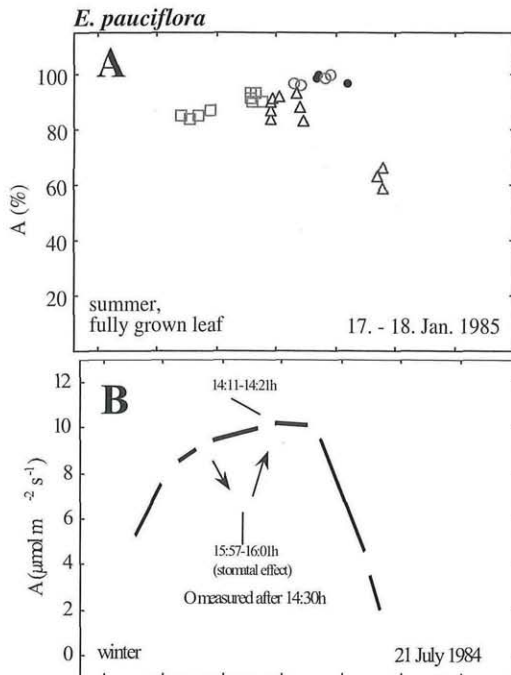 E. pauciflora
A
100
80
60
40
20
A (%)
summer,
fully grown leaf
17. - 18. Jan. 1985
B
12
10
8
6
4
2
0
A (μmol m -2 s-1)
14:11-14:21h
15:57-16:01h
(stomatal effect)
O measured after 14:30h
winter
21 July 1984